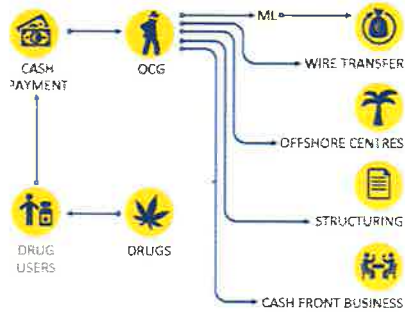 ML
CASH
PAYMENT
OCG
WIRE TRANSFER
OFFSHORE CENTRES
STRUCTURING
DRUG
USERS
DRUGS
CASH FRONT BUSINESS